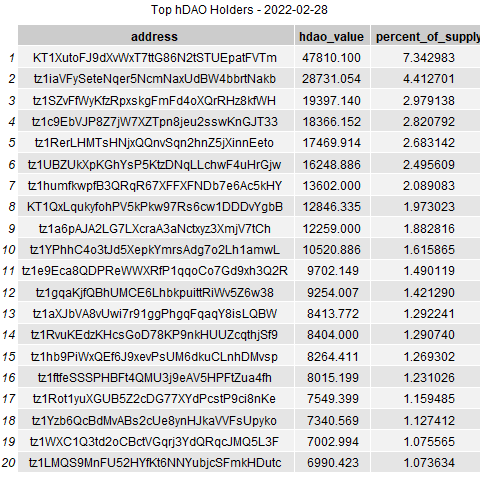 Top hDAO Holders - 2022-02-28
address hdao_value percent_of_supply
1 KT1XutoFJ9dXvWxT7ttG86N2tSTUEpatFVTm 47810.100 7.342983
2 tz1iaVFySeteNqer5NcmNaxUdBW4bbrtNakb 28731.054 4.412701
3 tz1SZvFfWyKfzRpxskgFmFd4oXQrRHz8kfWH 19397.140 2.979138
4 tz1c9EbVJP8Z7jW7XZTpn8jeu2sswKnGJT33 18366.152 2.820792
5 tz1RerLHMTsHNjxQQnvSqn2hnZ5jXinnEeto 17469.914 2.683142
6 tz1UBZUkXpKGhYsP5KtzDNqLLchwF4uHrGjw 16248.886 2.495609
7 tz1humfkwpfB3QRqR67XFFXFNDb7e6Ac5kHY 13602.000 2.089083
8 KT1QxLqukyfohPV5kPkw97Rs6cw1DDDvYgbB 12846.335 1.973023
9 tz1a6pAJA2LG7LXcraA3aNctxyz3XmjV7tCh 12259.000 1.882816
10 tz1YPhhC4o3tJd5XepkYmrsAdg7o2Lh1amwL 10520.886 1.615865
11 tz1e9Eca8QDPReWWXRfP1qqoCo7Gd9xh3Q2R 9702.149 1.490119
12 tz1gqaKjfQBhUMCE6LhbkpuittRiWv5Z6w38 9254.007 1.421290
13 tz1aXJbVA8vUwi7r91ggPhgqFqaqY8isLQBW 8413.772 1.292241
14 tz1RvuKEdzKHcsGoD78KP9nkHUUZcqthjSf9 8404.000 1.290740
15 tz1hb9PiWxQEf6J9xevPsUM6dkuCLnhDMvsp 8264.411 1.269302
16 tz1ftfeSSSPHBFt4QMU3j9eAV5HPFtZua4fh 8015.199 1.231026
17 tz1Rot1yuXGUB5Z2cDG77XYdPcstP9ci8nKe 7549.399 1.159485
18 tz1Yzb6QcBdMvABs2cUe8ynHJkaVVFsUpyko 7340.569 1.127412
19 tz1WXC1Q3td2oCBctVGqrj3YdQRqcJMQ5L3F 7002.994 1.075565
20 tz1LMQS9MnFU52HYfKt6NNYubjcSFmkHDutc 6990.423 1.073634